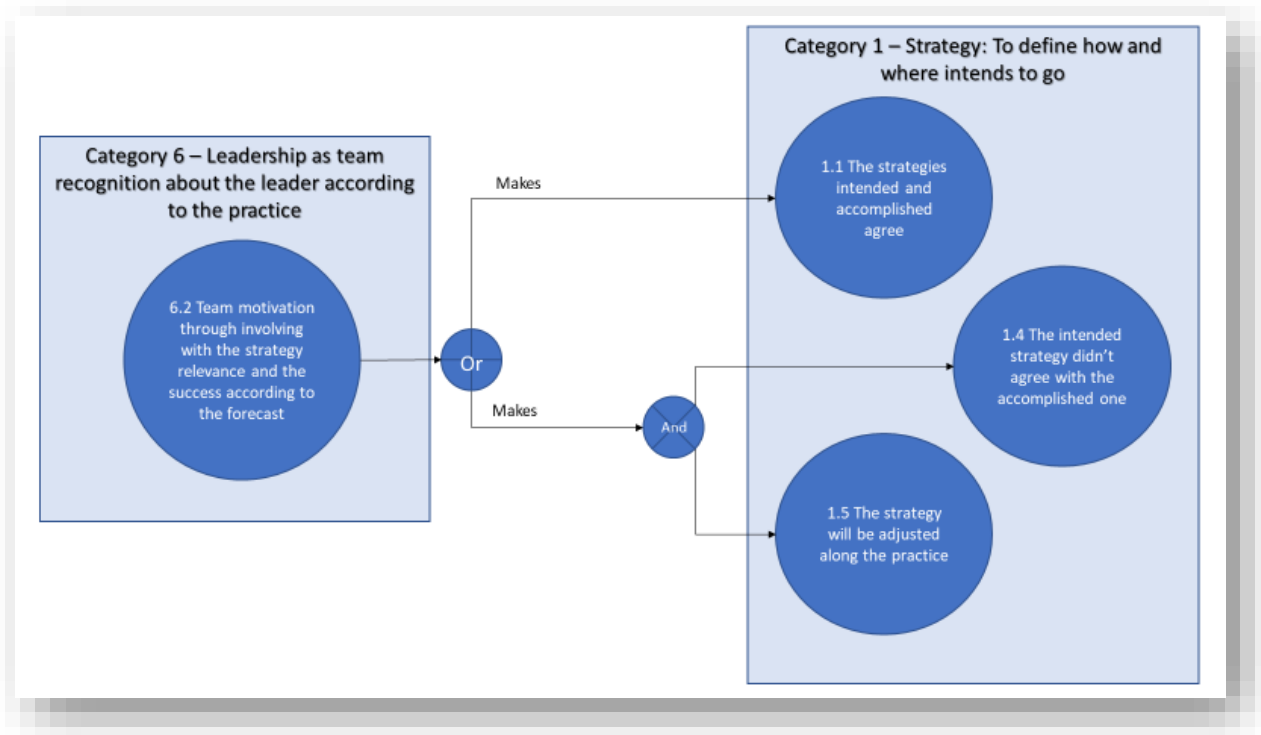 Category 6 – Leadership as team
recognition about the leader according
to the practice
6.2 Team motivation
through involving
with the strategy
relevance and the
success according to
the forecast
Or
Makes
Makes
And
Category 1 – Strategy: To define how and
where intends to go
1.1 The strategies
intended and
accomplished
agree
1.4 The intended
strategy didn't
agree with the
accomplished one
1.5 The strategy
will be adjusted
along the practice